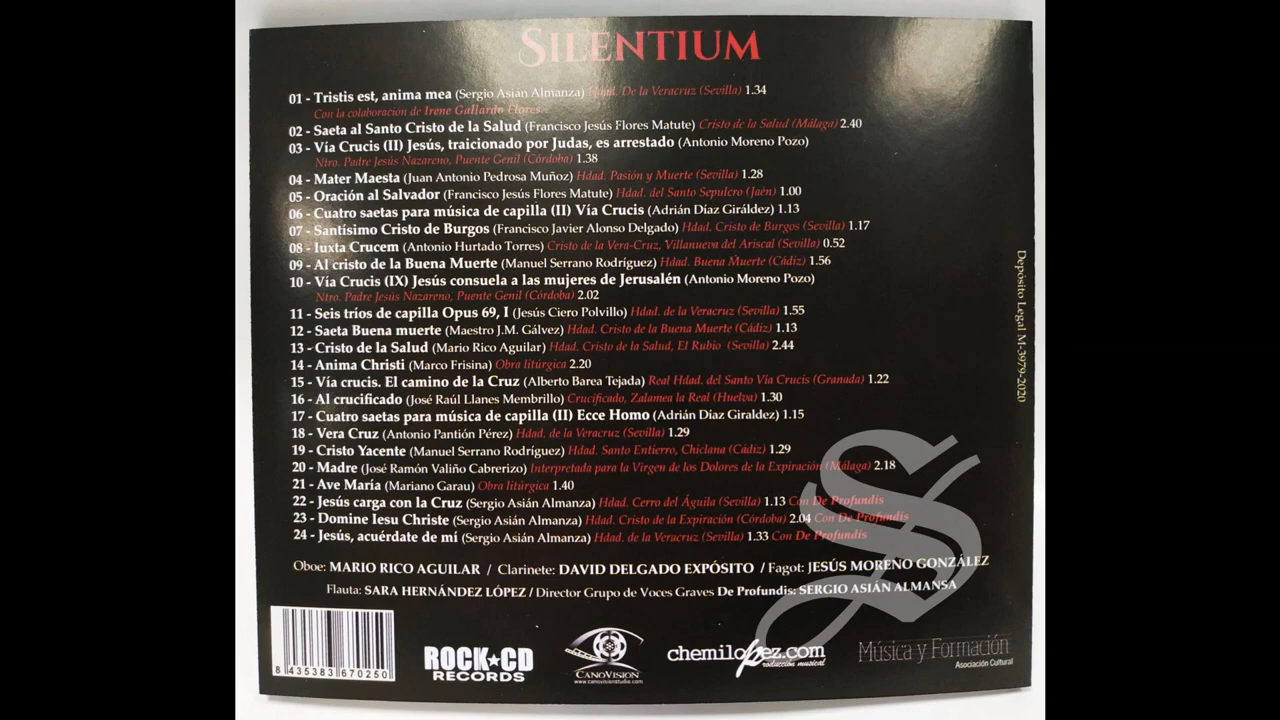 SILENTIUM
01 - Tristis est, anima mea (Sergio Asián Almanza) Hdad. De la Veracruz (Sevilla) 1.34
Con la colaboración de Irene Gallardo Flores
02 - Saeta al Santo Cristo de la Salud (Francisco Jesús Flores Matute) Cristo de la Salud (Málaga) 2.40
03 - Vía Crucis (II) Jesús, traicionado por Judas, es arrestado (Antonio Moreno Pozo)
Ntro. Padre Jesús Nazareno, Puente Genil (Córdoba) 1.38
04 - Mater Maesta (Juan Antonio Pedrosa Muñoz) Hdad. Pasión y Muerte (Sevilla) 1.28
05 - Oración al Salvador (Francisco Jesús Flores Matute) Hdad. del Santo Sepulcro (Jaén) 1.00
06 - Cuatro saetas para música de capilla (II) Vía Crucis (Adrián Díaz Giráldez) 1.13
07 - Santísimo Cristo de Burgos (Francisco Javier Alonso Delgado) Hdad. Cristo de Burgos (Sevilla) 1.17
08 - Iuxta Crucem (Antonio Hurtado Torres) Cristo de la Vera-Cruz, Villanueva del Ariscal (Sevilla) 0.52
09 - Al cristo de la Buena Muerte (Manuel Serrano Rodríguez) Hdad. Buena Muerte (Cádiz) 1.56
10 - Vía Crucis (IX) Jesús consuela a las mujeres de Jerusalén (Antonio Moreno Pozo)
Ntro. Padre Jesús Nazareno, Puente Genil (Córdoba) 2.02
11 - Seis tríos de capilla Opus 69, I (Jesús Ciero Polvillo) Hdad. de la Veracruz (Sevilla) 1.55
12 - Saeta Buena muerte (Maestro J.M. Gálvez) Hdad. Cristo de la Buena Muerte (Cádiz) 1.13
13 - Cristo de la Salud (Mario Rico Aguilar) Hdad. Cristo de la Salud, El Rubio (Sevilla) 2.44
14 - Anima Christi (Marco Frisina) Obra litúrgica 2.20
15 - Vía crucis. El camino de la Cruz (Alberto Barea Tejada) Real Hdad. del Santo Vía Crucis (Granada) 1.22
16 - Al crucificado (José Raúl Llanes Membrillo) Crucificado, Zalamea la Real (Huelva) 1.30
17 - Cuatro saetas para música de capilla (II) Ecce Homo (Adrián Díaz Giraldez) 1.15
18 - Vera Cruz (Antonio Pantión Pérez) Hdad. de la Veracruz (Sevilla) 1.29
19 - Cristo Yacente (Manuel Serrano Rodríguez) Hdad. Santo Entierro, Chiclana (Cádiz) 1.29
20 - Madre (José Ramón Valiño Cabrerizo) Interpretada para la Virgen de los Dolores de la Expiración (Málaga) 2.18
21 - Ave María (Mariano Garau) Obra litúrgica 1.40
22 - Jesús carga con la Cruz (Sergio Asián Almanza) Hdad. Cerro del Águila (Sevilla) 1.13 Con De Profundis
23 - Domine Iesu Christe (Sergio Asián Almanza) Hdad. Cristo de la Expiración (Córdoba) 2.04 Con De Profundis
24 - Jesús, acuérdate de mí (Sergio Asián Almanza) Hdad. de la Veracruz (Sevilla) 1.33 Con De Profundis
Oboe: MARIO RICO AGUILAR / Clarinete: DAVID DELGADO EXPÓSITO / Fagot: JESÚS MORENO GONZÁLEZ
Flauta: SARA HERNÁNDEZ LÓPEZ / Director Grupo de Voces Graves De Profundis: SERGIO ASIÁN ALMANSA
S
Depósito Legal M-3979-2020
8 435383 670250
ROCK★CD
RECORDS
CANOVISION
www.canovisionstudio.com
chemilopez.com
producción musical
Música y Formación
Asociación Cultural